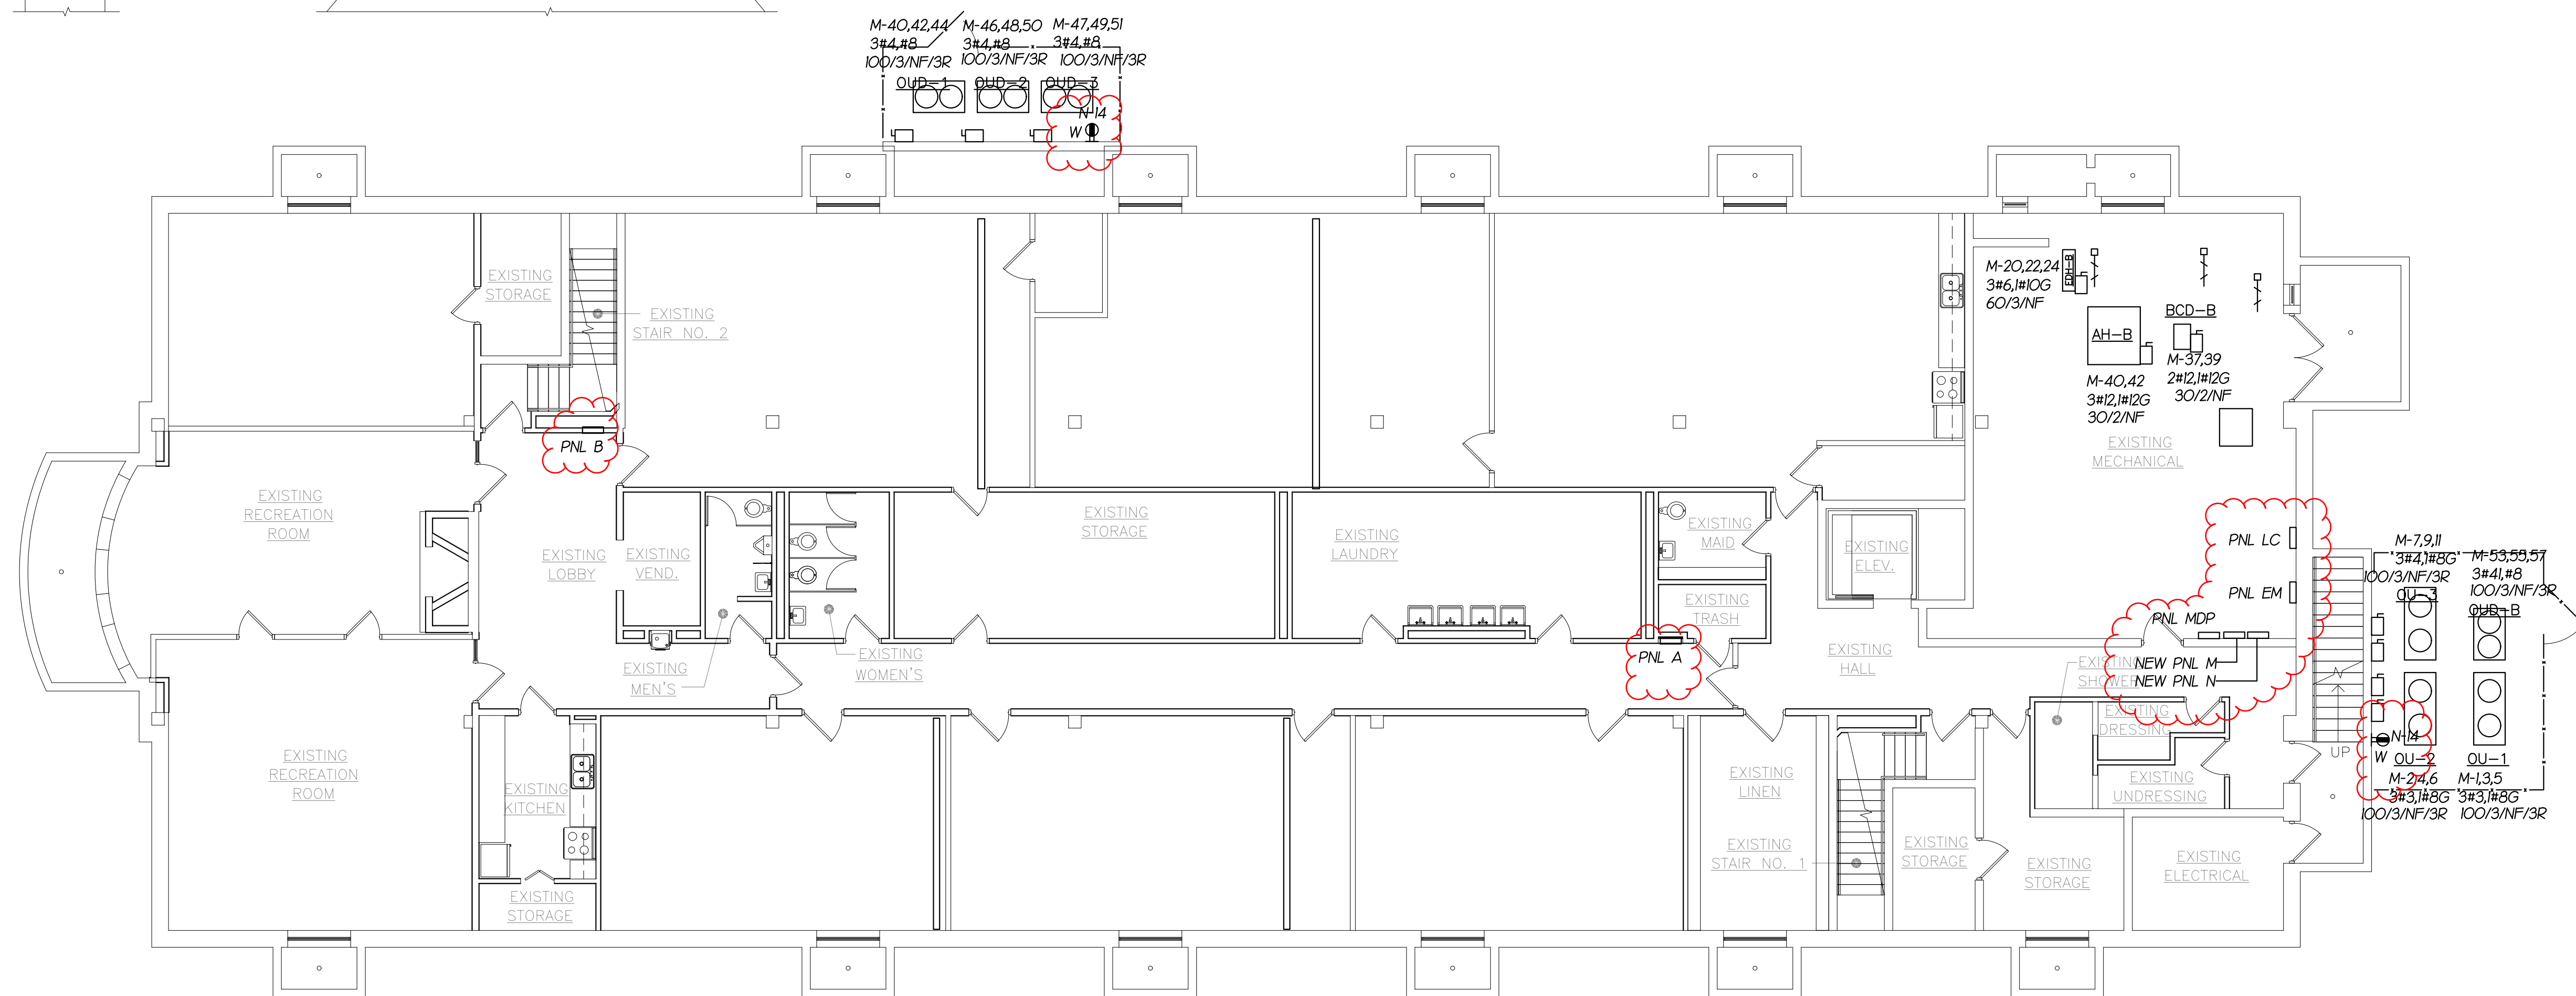 M-40,42,44
3#4,#8
100/3/NF/3R
OUD-1
M-46,48,50
3#4,#8
100/3/NF/3R
OUD-2
M-47,49,51
3#4,#8
100/3/NF/3R
OUD-3
N-14
W
EXISTING
STORAGE
EXISTING
STAIR NO. 2
PNL B
M-20,22,24
3#6,1#10G
60/3/NF
EDH-B
AH-B
M-40,42
3#12,1#12G
30/2/NF
BCD-B
M-37,39
2#12,1#12G
30/2/NF
EXISTING
MECHANICAL
EXISTING
RECREATION
ROOM
EXISTING
LOBBY
EXISTING
VEND.
EXISTING
STORAGE
EXISTING
LAUNDRY
EXISTING
MAID
EXISTING
ELEV.
EXISTING
TRASH
PNL LC
PNL EM
PNL MDP
NEW PNL M
NEW PNL N
M-7,9,11
3#4,1#8G
100/3/NF/3R
OU-3
M-53,55,57
3#41,#8
100/3/NF/3R
OUD-B
EXISTING
MEN'S
EXISTING
WOMEN'S
PNL A
EXISTING
HALL
EXISTING
SHOWER
EXISTING
DRESSING
EXISTING
UNDRESSING
UP
N-14
W
OU-2
M-2,4,6
3#3,1#8G
100/3/NF/3R
OU-1
M-1,3,5
3#3,1#8G
100/3/NF/3R
EXISTING
RECREATION
ROOM
EXISTING
KITCHEN
EXISTING
STORAGE
EXISTING
LINEN
EXISTING
STAIR NO. 1
EXISTING
STORAGE
EXISTING
STORAGE
EXISTING
ELECTRICAL